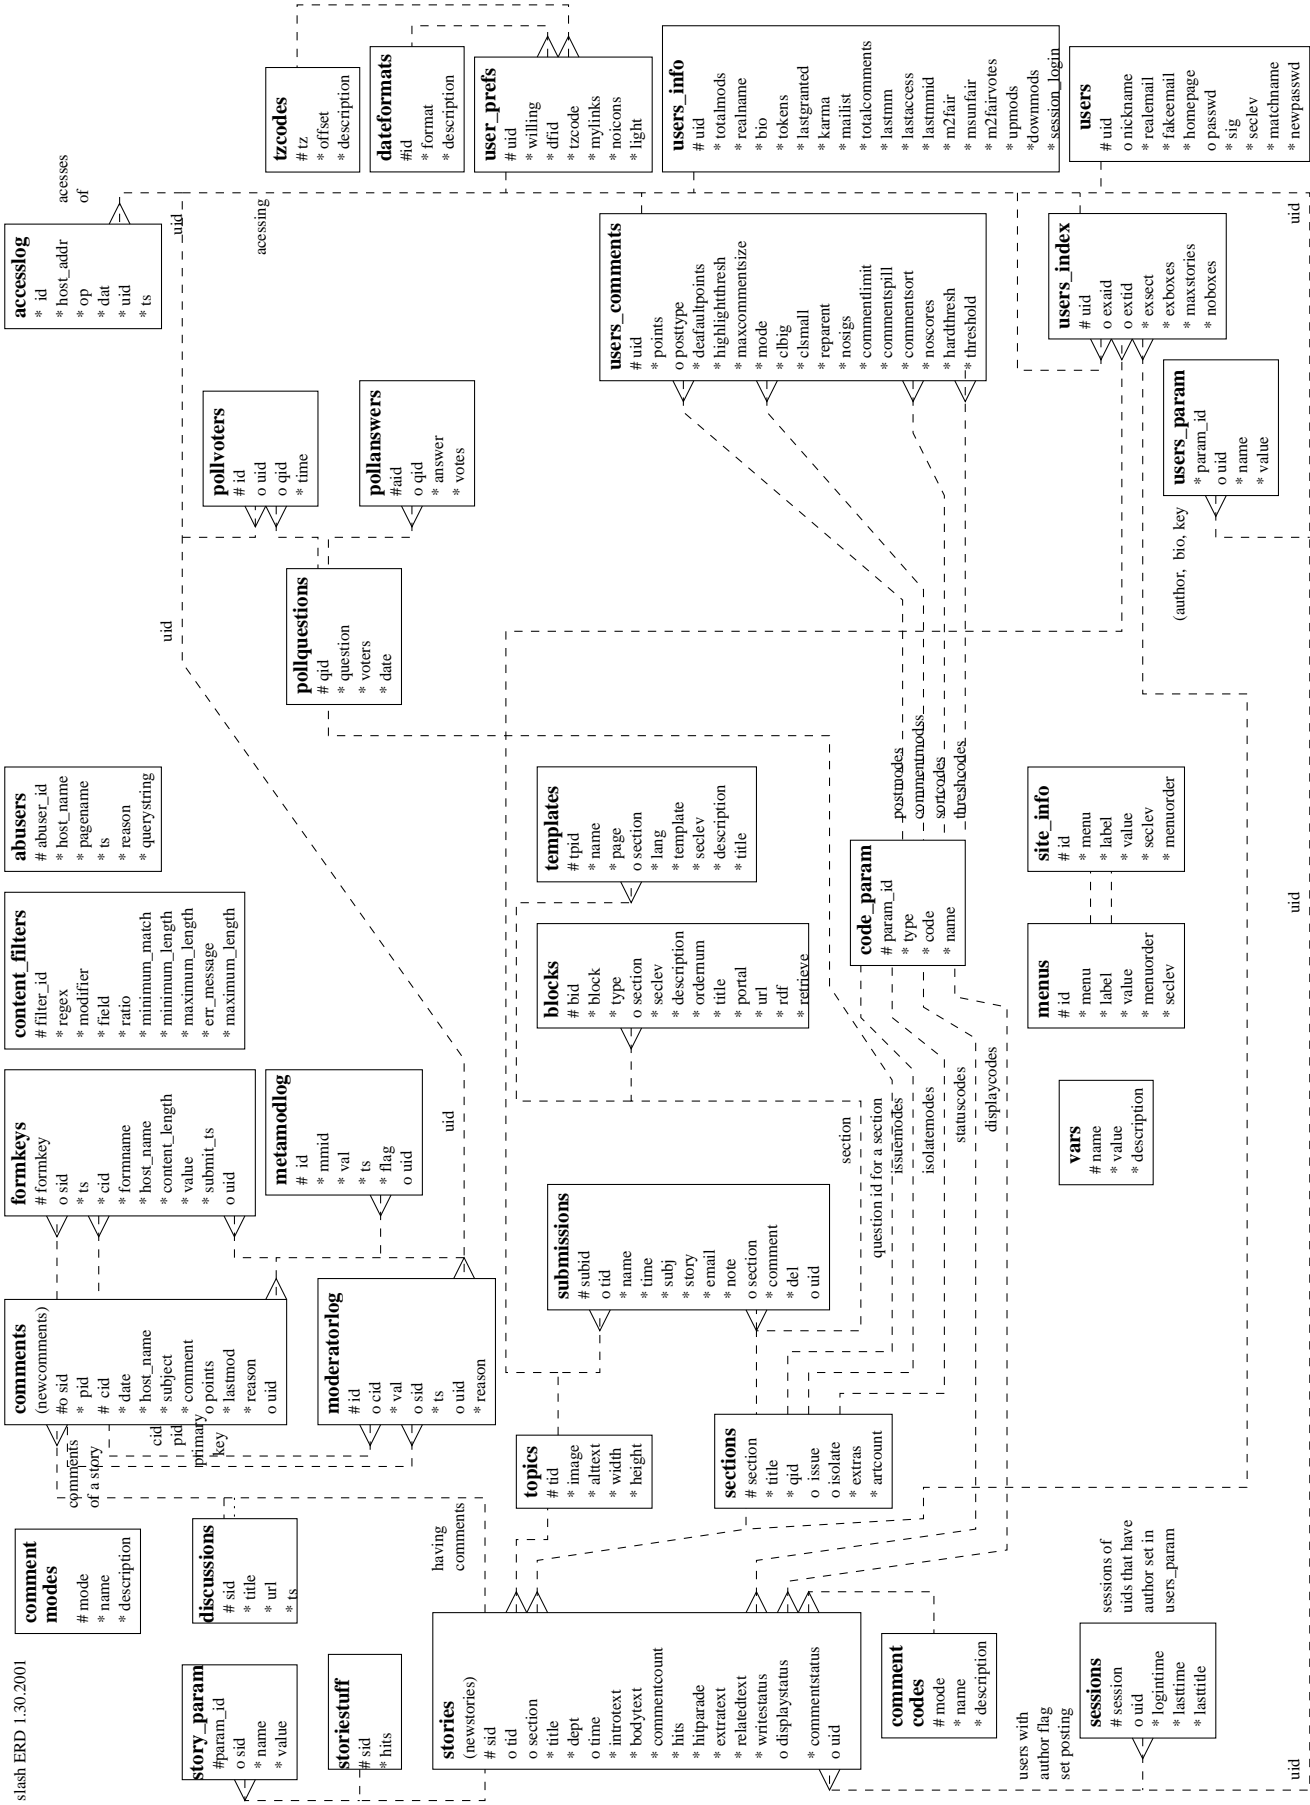 slash ERD 1.30.2001
comment
modes
# mode
* name
* description
discussions
# sid
* title
* url
* ts
story_param
#param_id
o sid
* name
* value
storiestuff
# sid
* hits
stories
(newstories)
# sid
o tid
o section
* title
* dept
o time
* introtext
* bodytext
* commentcount
* hits
* hitparade
* extratext
* relatedtext
* writestatus
o displaystatus
* commentstatus
o uid
comment
codes
# mode
* name
* description
sessions
# session
o uid
* logintime
* lasttime
* lasttitle
sessions of
uids that have
author set in
users_param
users with
author flag
set posting
uid
having
comments
comments
of a story
cid
pid
primary
key
comments
(newcomments)
#o sid
* pid
# cid
* date
* host_name
* subject
* comment
o points
* lastmod
* reason
o uid
moderatorlog
# id
o cid
* val
o sid
* ts
o uid
* reason
topics
# tid
* image
* alttext
* width
* height
sections
# section
* title
* qid
o issue
o isolate
* extras
* artcount
formkeys
# formkey
o sid
* ts
* cid
* formname
* host_name
* content_length
* value
* submit_ts
o uid
metamodlog
# id
* mmid
* val
* ts
* flag
o uid
uid
submissions
# subid
o tid
* name
* time
* subj
* story
* email
* note
o section
* comment
* del
o uid
section
question id for a section
issuemodes
isolatemodes
statuscodes
displaycodes
vars
# name
* value
* description
content_filters
# filter_id
* regex
* modifier
* field
* ratio
* minimum_match
* minimum_length
* maximum_length
* err_message
* maximum_length
abusers
# abuser_id
* host_name
* pagename
* ts
* reason
* querystring
blocks
# bid
* block
* type
o section
* seclev
* description
* ordernum
* title
* portal
* url
* rdf
* retrieve
templates
# tpid
* name
* page
o section
* lang
* template
* seclev
* description
* title
code_param
# param_id
* type
* code
* name
postmodes
commentmodss
sortcodes
threshcodes
menus
# id
* menu
* label
* value
* menuorder
* seclev
site_info
# id
* menu
* label
* value
* seclev
* menuorder
uid
uid
pollquestions
# qid
* question
* voters
* date
pollvoters
# id
o uid
o qid
* time
pollanswers
#aid
o qid
* answer
* votes
accesslog
* id
* host_addr
* op
* dat
* uid
* ts
acesses
of
uid
acessing
users_comments
# uid
* points
o posttype
* deafaultpoints
* highlightthresh
* maxcommentsize
* mode
* clbig
* clsmall
* reparent
* nosigs
* commentlimit
* commentspill
* commentsort
* noscores
* hardthresh
* threshold
users_index
# uid
o exaid
o extid
* exsect
* exboxes
* maxstories
* noboxes
users_param
* param_id
o uid
* name
* value
(author, bio, key
uid
tzcodes
# tz
* offset
* description
dateformats
#id
* format
* description
user_prefs
# uid
* willing
* dfid
* tzcode
* mylinks
* noicons
* light
users_info
# uid
* totalmods
* realname
* bio
* tokens
* lastgranted
* karma
* mailist
* totalcomments
* lastmm
* lastaccess
* lastmmid
* m2fair
* msunfair
* m2fairvotes
* upmods
*downmods
* session_login
users
# uid
o nickname
* realemail
* fakeemail
* homepage
o passwd
* sig
* seclev
* matchname
* newpasswd